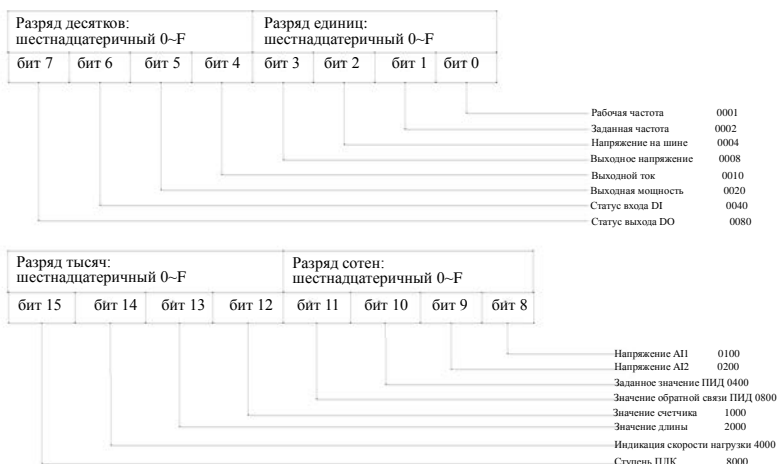 Разряд десятков: Разряд единиц:
шестнадцатеричный 0~F шестнадцатеричный 0~F
бит 7 бит 6 бит 5 бит 4 бит 3 бит 2 бит 1 бит 0
Рабочая частота 0001
Заданная частота 0002
Напряжение на шине 0004
Выходное напряжение 0008
Выходной ток 0010
Выходная мощность 0020
Статус входа DI 0040
Статус выхода DO 0080
Разряд тысяч: Разряд сотен:
шестнадцатеричный 0~F шестнадцатеричный 0~F
бит 15 бит 14 бит 13 бит 12 бит 11 бит 10 бит 9 бит 8
Напряжение AI1 0100
Напряжение AI2 0200
Заданное значение ПИД 0400
Значение обратной связи ПИД 0800
Значение счетчика 1000
Значение длины 2000
Индикация скорости нагрузки 4000
Ступень ПЛК 8000